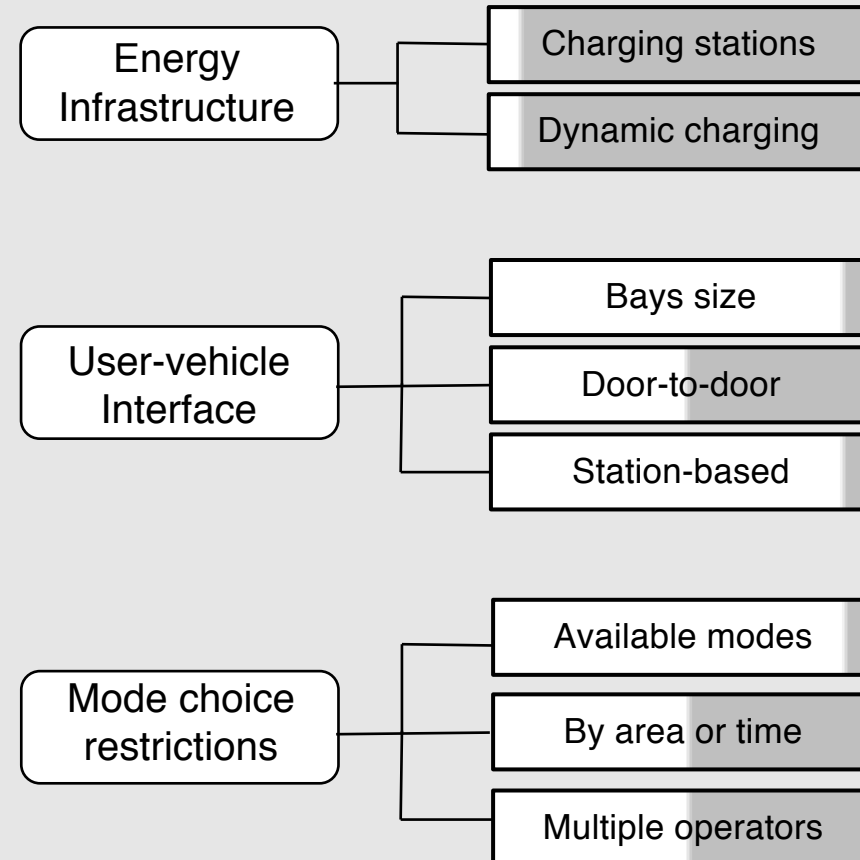 Energy
Infrastructure
Charging stations
Dynamic charging
User-vehicle
Interface
Bays size
Door-to-door
Station-based
Mode choice
restrictions
Available modes
By area or time
Multiple operators